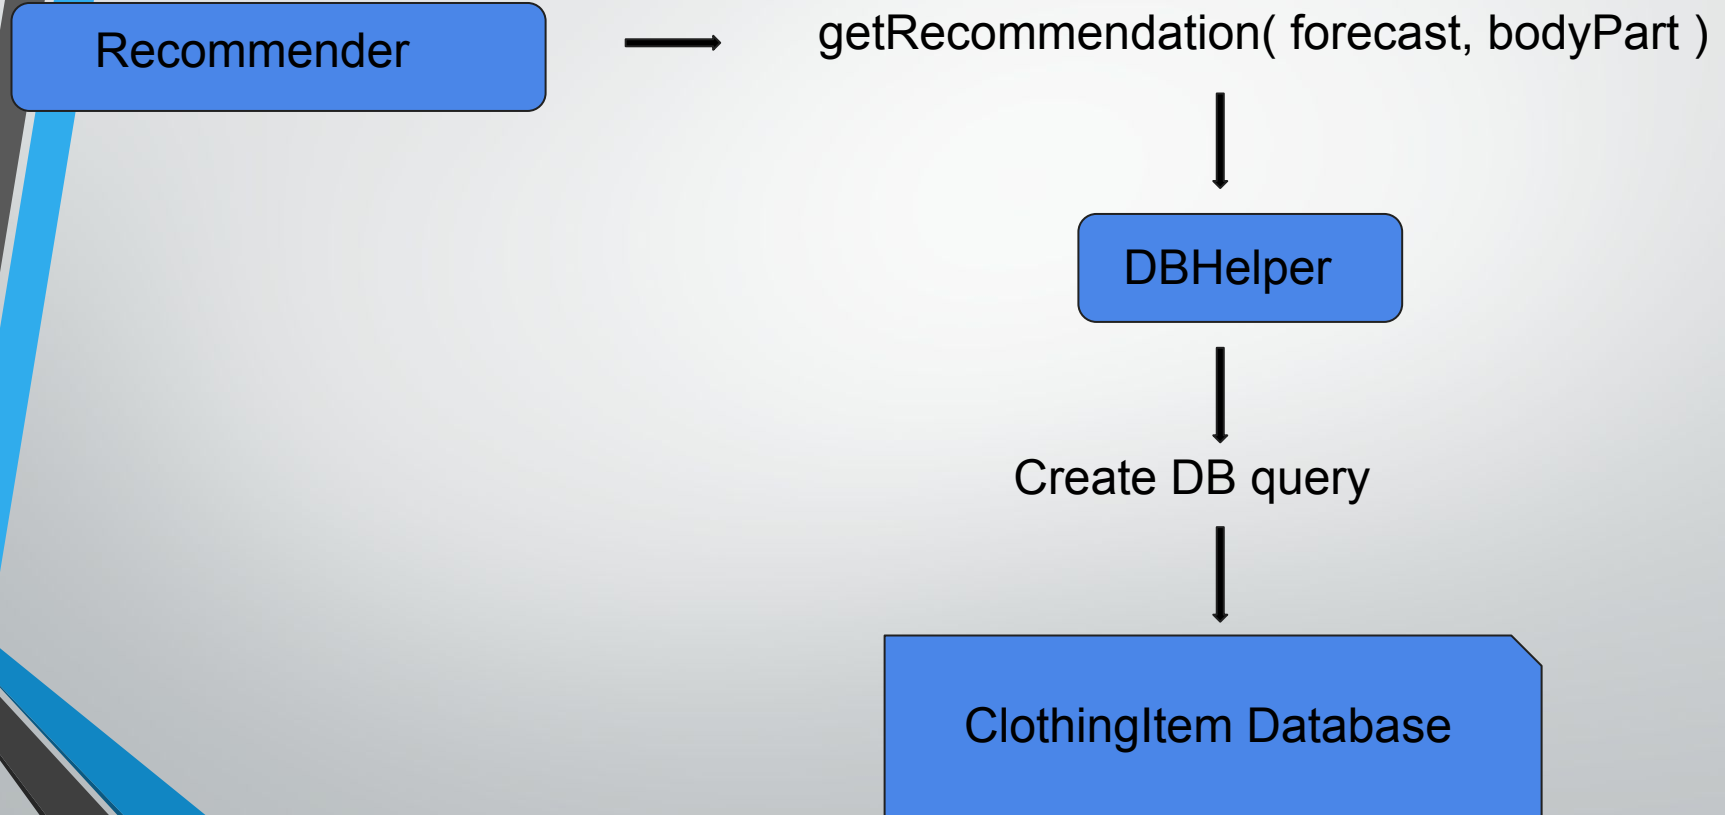 Recommender
getRecommendation( forecast, bodyPart )
DBHelper
Create DB query
ClothingItem Database